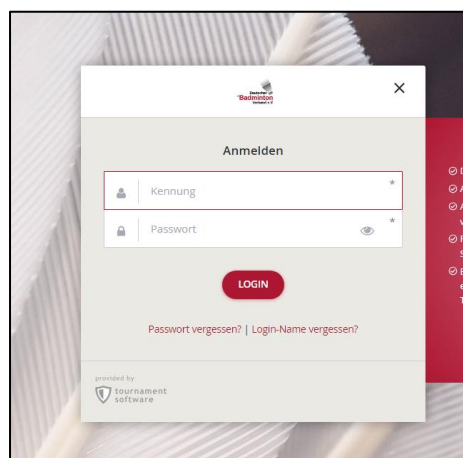 Deutscher
Badminton
Verband e.V.
Anmelden
Kennung *
Passwort *
LOGIN
Passwort vergessen? | Login-Name vergessen?
provided by
tournament
software